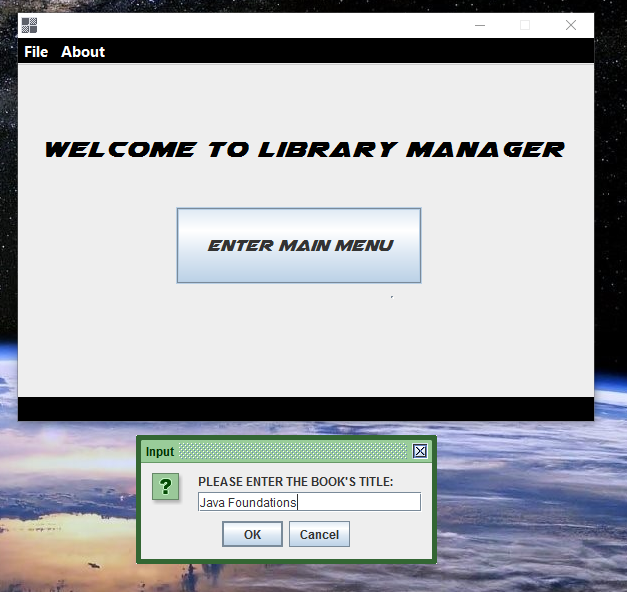 File About
WELCOME TO LIBRARY MANAGER
ENTER MAIN MENU
Input
?
PLEASE ENTER THE BOOK'S TITLE:
Java Foundations
OK Cancel